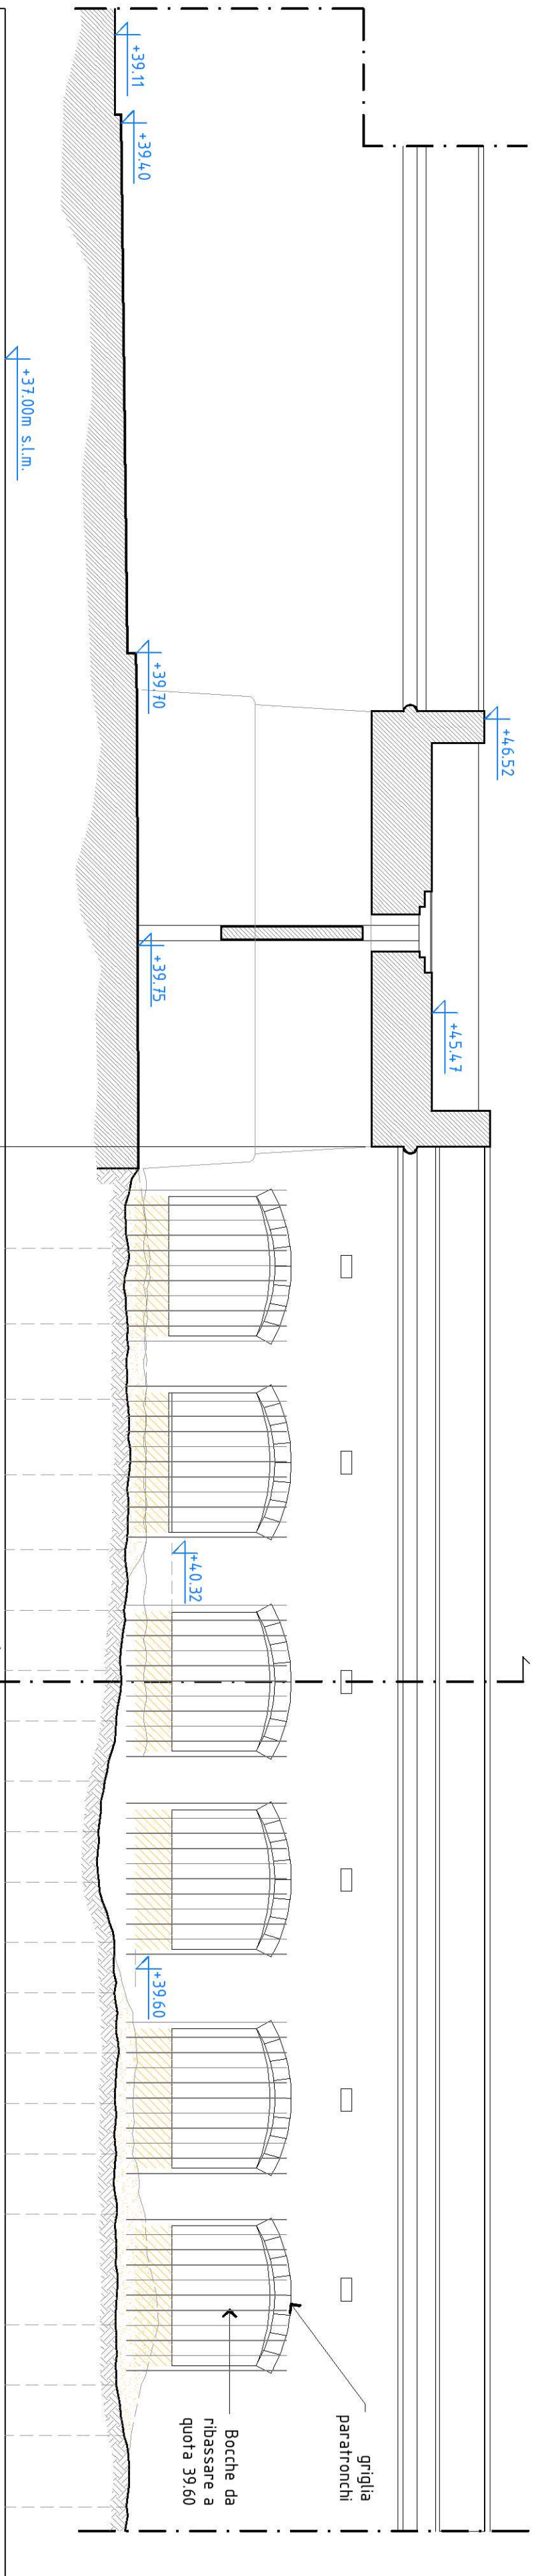 +39.11
+39.40
+37.00m s.l.m.
+39.70
+46.52
+39.75
+45.47
+40.32
+39.60
griglia
paratronchi
Bocche da
ribassare a
quota 39.60